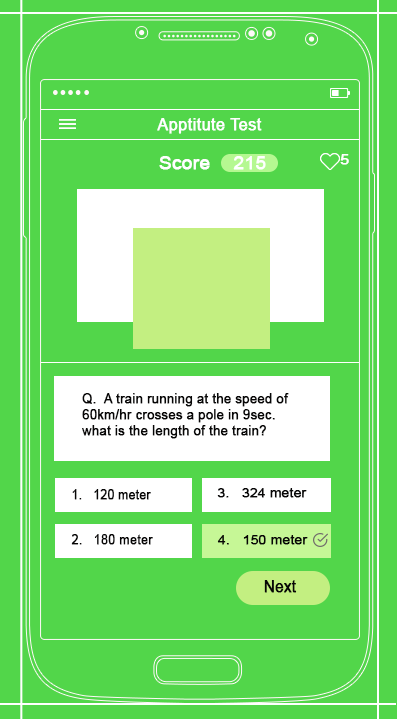 Apptitute Test
Score 215
5
Q. A train running at the speed of
60km/hr crosses a pole in 9sec.
what is the length of the train?
1. 120 meter
3. 324 meter
2. 180 meter
4. 150 meter
Next